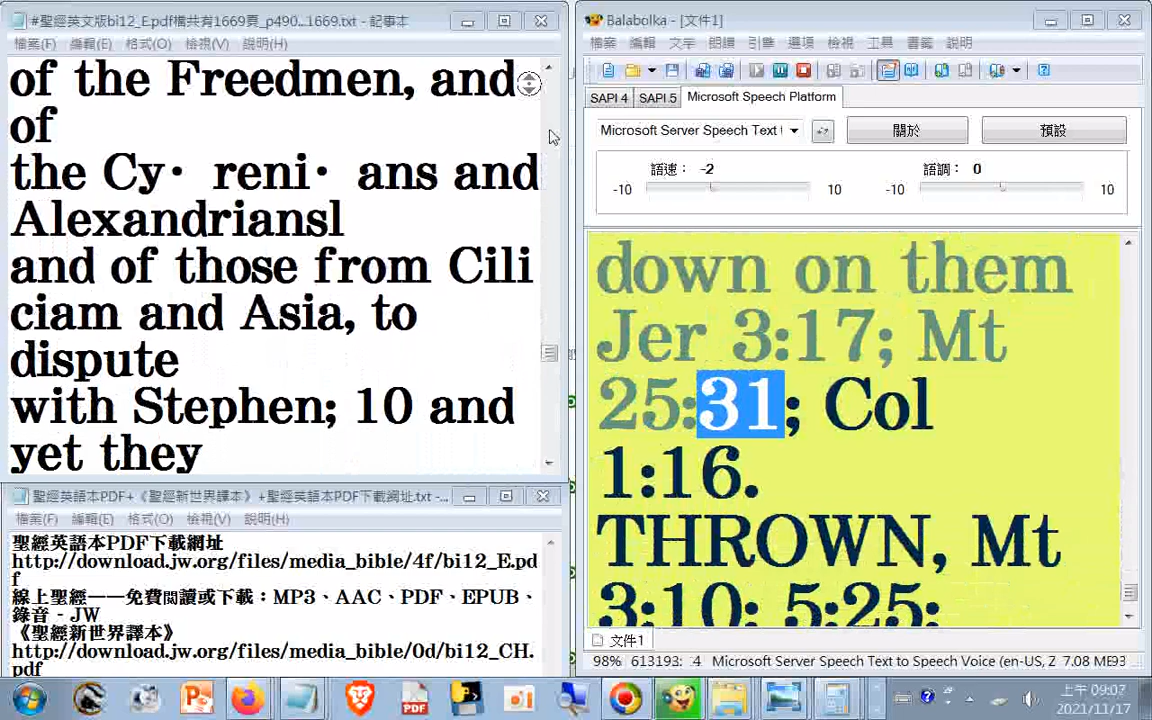 #聖經英文版bi12_E.pdf橫共有1669頁_p490...1669.txt - 記事本
檔案(F) 編輯(E) 格式(O) 檢視(V) 說明(H)
of the Freedmen, and
of
the Cy· reni· ans and
Alexandriansl
and of those from Cili
ciam and Asia, to
dispute
with Stephen; 10 and
yet they
聖經英語本PDF+《聖經新世界譯本》+聖經英語本PDF下載網址.txt - ...
檔案(F) 編輯(E) 格式(O) 檢視(V) 說明(H)
聖經英語本PDF下載網址
http://download.jw.org/files/media_bible/4f/bi12_E.pd
f
線上聖經——免費閱讀或下載：MP3、AAC、PDF、EPUB、
錄音 - JW
《聖經新世界譯本》
http://download.jw.org/files/media_bible/0d/bi12_CH.
pdf
Balabolka - [文件1]
檔案 編輯 文字 朗讀 引擎 選項 檢視 工具 書籤 說明
SAPI 4 SAPI 5 Microsoft Speech Platform
Microsoft Server Speech Text 關於 預設
語速： -2 語調： 0
-10 10 -10 10
down on them
Jer 3:17; Mt
25:31; Col
1:16.
THROWN, Mt
3:10; 5:25;
文件1
98% 613193: 4 Microsoft Server Speech Text to Speech Voice (en-US, Z 7.08 ME93
PDF
上午 09:07
2021/11/17